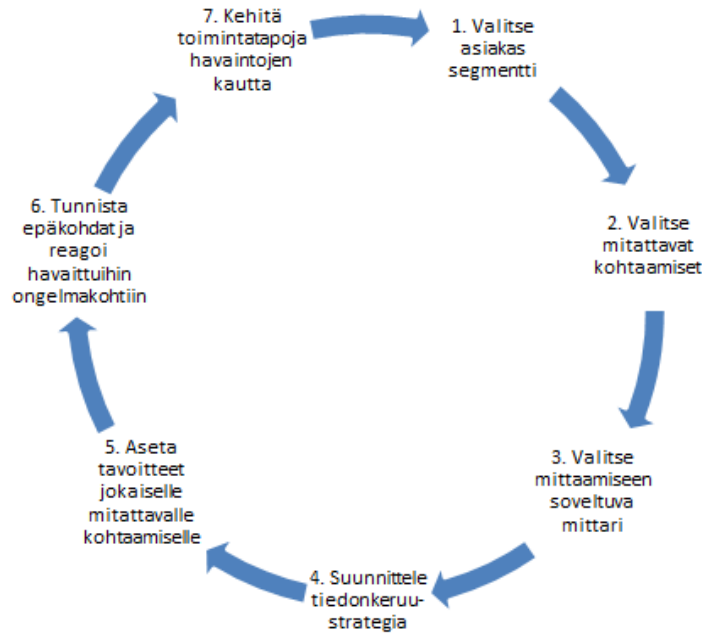 1. Valitse
asiakas
segmentti
2. Valitse
mitattavat
kohtaamiset
3. Valitse
mittaamiseen
soveltuva
mittari
4. Suunnittele
tiedonkeruu-
strategia
5. Aseta
tavoitteet
jokaiselle
mitattavalle
kohtaamiselle
6. Tunnista
epäkohdat ja
reagoi
havaittuihin
ongelmakohtiin
7. Kehitä
toimintatapoja
havaintojen
kautta